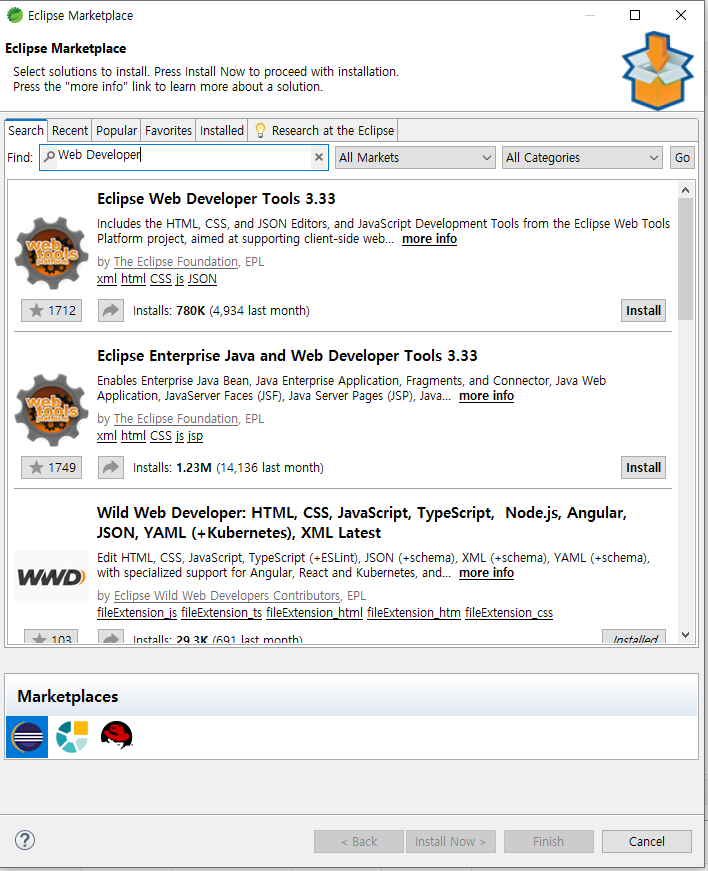 Eclipse Marketplace
Eclipse Marketplace
Select solutions to install. Press Install Now to proceed with installation.
Press the "more info" link to learn more about a solution.
Search Recent Popular Favorites Installed Research at the Eclipse
Find: Web Developer All Markets All Categories Go
Eclipse Web Developer Tools 3.33
Includes the HTML, CSS, and JSON Editors, and JavaScript Development Tools from the Eclipse Web Tools
Platform project, aimed at supporting client-side web... more info
web
tools
platform
by The Eclipse Foundation, EPL
xml html CSS js JSON
1712 Installs: 780K (4,934 last month) Install
Eclipse Enterprise Java and Web Developer Tools 3.33
Enables Enterprise Java Bean, Java Enterprise Application, Fragments, and Connector, Java Web
Application, JavaServer Faces (JSF), Java Server Pages (JSP), Java... more info
web
tools
platform
by The Eclipse Foundation, EPL
xml html CSS js jsp
1749 Installs: 1.23M (14,136 last month) Install
Wild Web Developer: HTML, CSS, JavaScript, TypeScript, Node.js, Angular,
JSON, YAML (+Kubernetes), XML Latest
Edit HTML, CSS, JavaScript, TypeScript (+ESLint), JSON (+schema), XML (+schema), YAML (+schema),
with specialized support for Angular, React and Kubernetes, and... more info
WWD
by Eclipse Wild Web Developers Contributors, EPL
fileExtension_js fileExtension_ts fileExtension_html fileExtension_htm fileExtension_css
103 Installs: 29.3K (691 last month) Installed
Marketplaces
? < Back Install Now > Finish Cancel